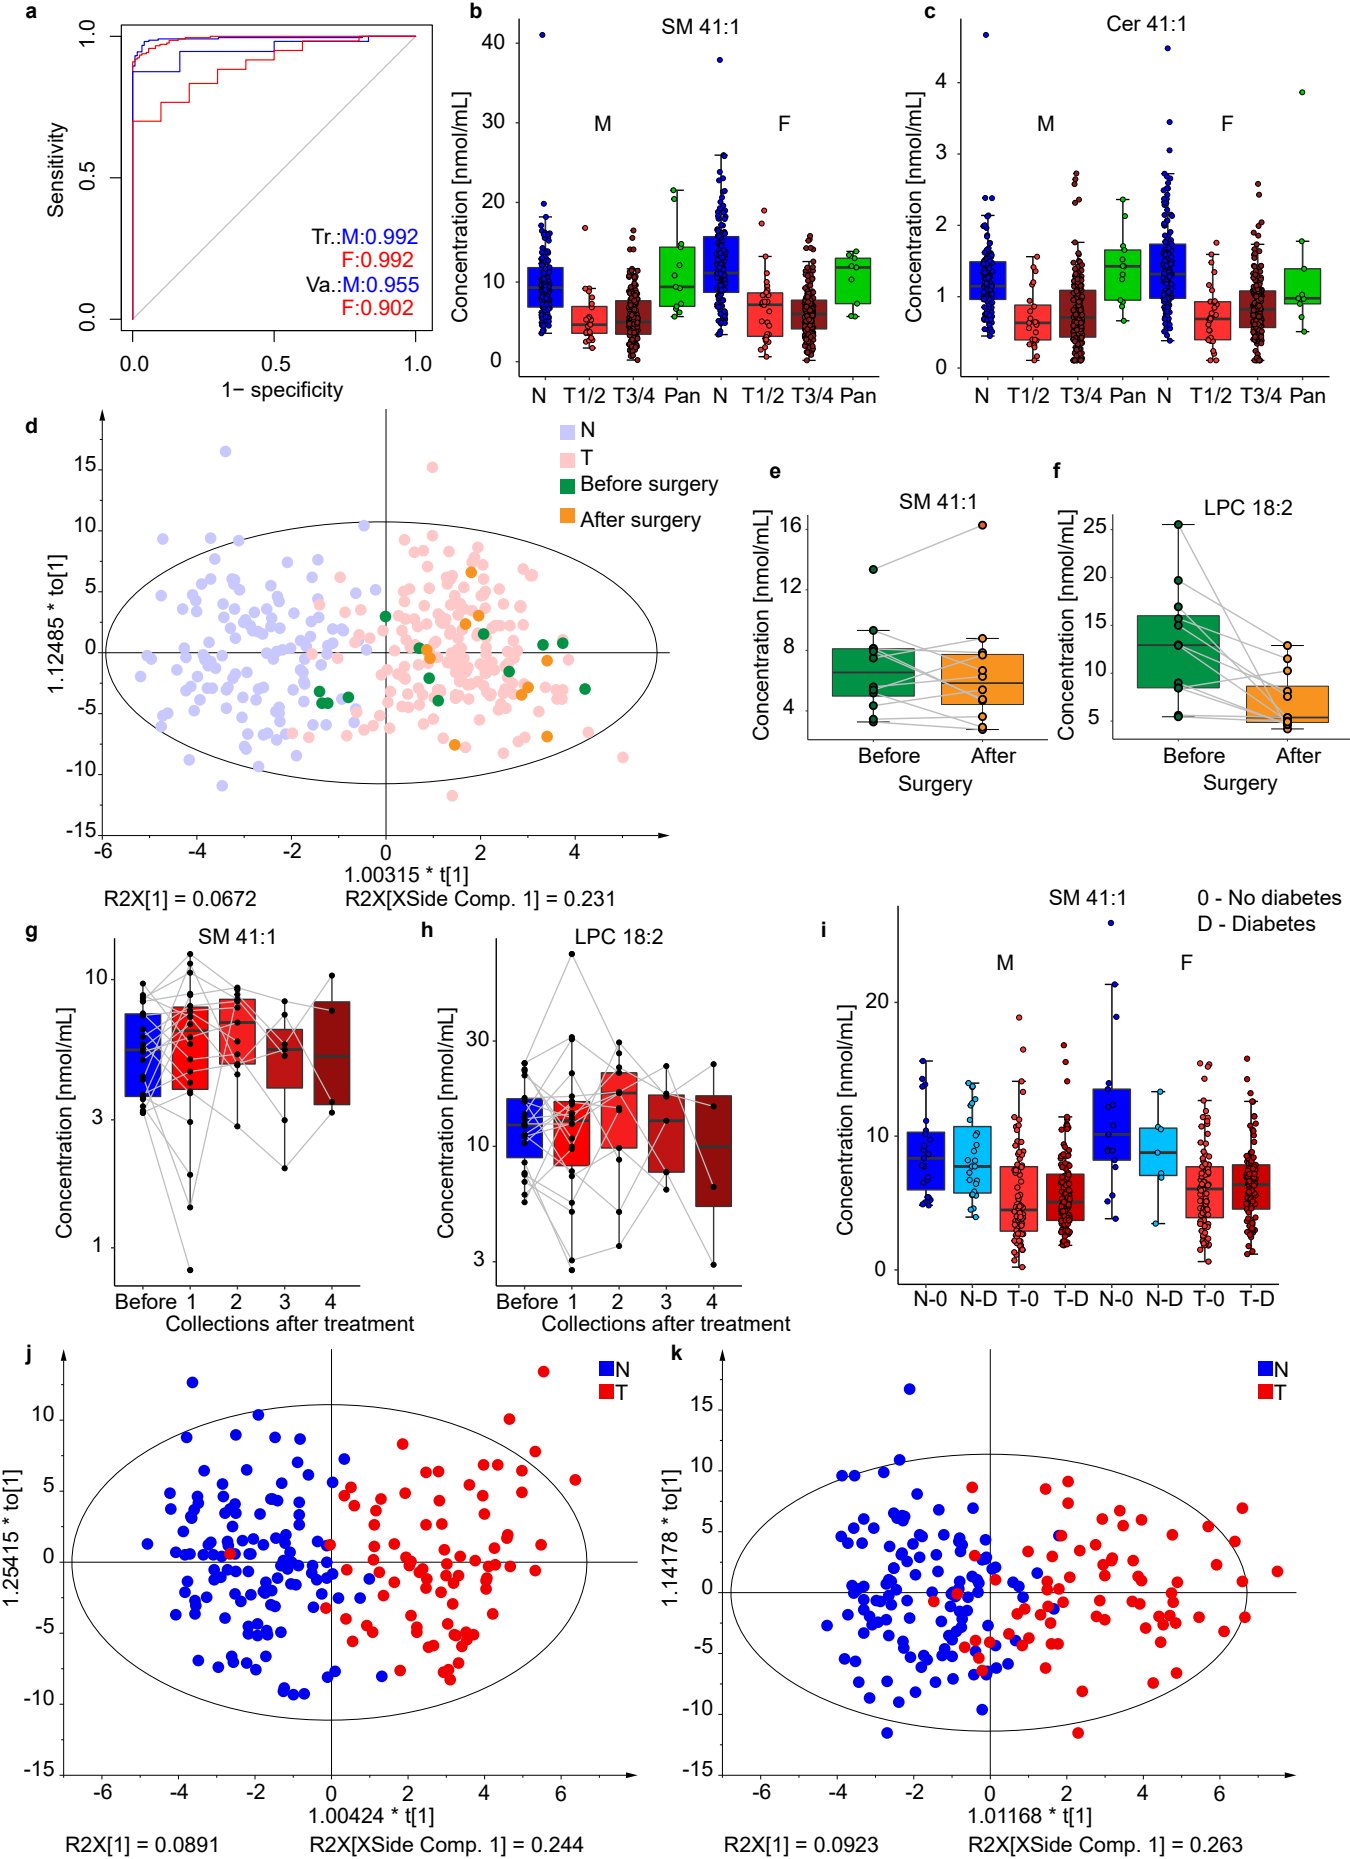 a
1.0
0.5
0.0
Sensitivity
Tr.:M:0.992
F:0.992
Va.:M:0.955
F:0.902
0.0 0.5 1.0
1− specificity
b
SM 41:1
Concentration [nmol/mL]
40
30
20
10
0
M F
N T1/2 T3/4 Pan N T1/2 T3/4 Pan
c
Cer 41:1
Concentration [nmol/mL]
4
3
2
1
0
M F
N T1/2 T3/4 Pan N T1/2 T3/4 Pan
d
N
T
Before surgery
After surgery
1.12485 * to[1]
15
10
5
0
-5
-10
-15
-6 -4 -2 0 2 4
1.00315 * t[1]
R2X[1] = 0.0672 R2X[XSide Comp. 1] = 0.231
e
SM 41:1
Concentration [nmol/mL]
16
12
8
4
Before After
Surgery
f
LPC 18:2
Concentration [nmol/mL]
25
20
15
10
5
Before After
Surgery
g
SM 41:1
Concentration [nmol/mL]
10
3
1
Before 1 2 3 4
Collections after treatment
h
LPC 18:2
Concentration [nmol/mL]
30
10
3
Before 1 2 3 4
Collections after treatment
i
SM 41:1
0 - No diabetes
D - Diabetes
Concentration [nmol/mL]
20
10
0
M F
N-0 N-D T-0 T-D N-0 N-D T-0 T-D
j
N
T
1.25415 * to[1]
10
5
0
-5
-10
-15
-6 -4 -2 0 2 4 6
1.00424 * t[1]
R2X[1] = 0.0891 R2X[XSide Comp. 1] = 0.244
k
N
T
1.14178 * to[1]
15
10
5
0
-5
-10
-15
-6 -4 -2 0 2 4 6
1.01168 * t[1]
R2X[1] = 0.0923 R2X[XSide Comp. 1] = 0.263